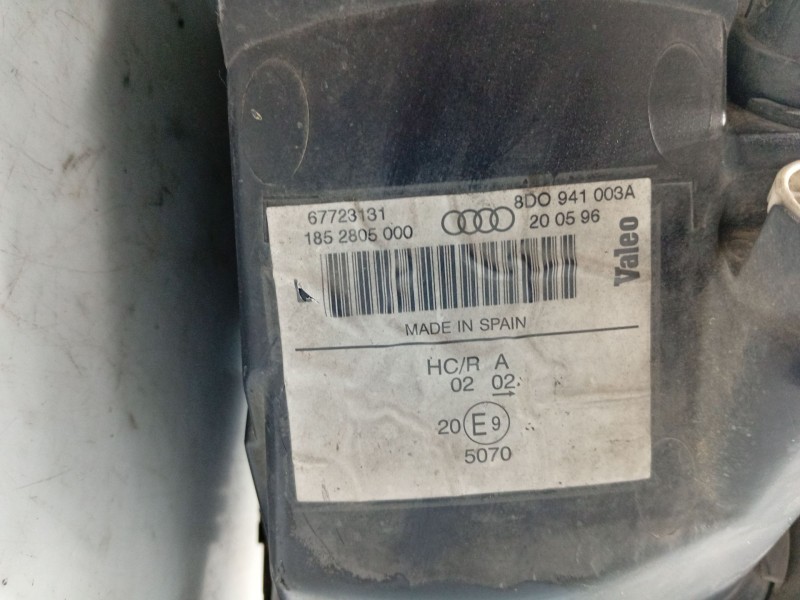 67723131 8D0 941 003A
185 2805 000 20 05 96
Valeo
MADE IN SPAIN
HC/R A
02 02
20 E9
5070